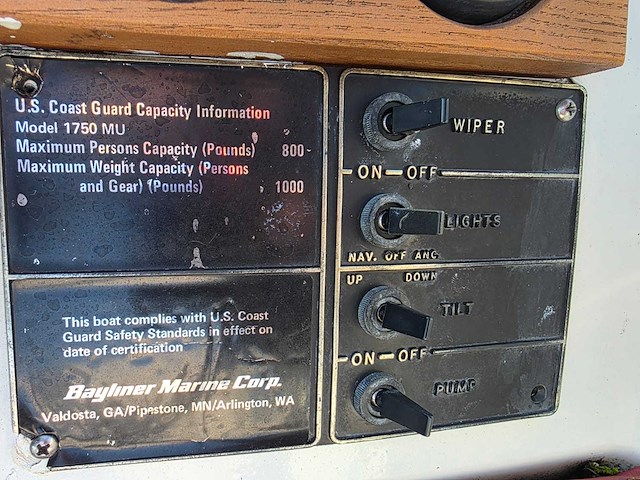 U.S. Coast Guard Capacity Information
Model 1750 MU
Maximum Persons Capacity (Pounds) 800
Maximum Weight Capacity (Persons
and Gear) (Pounds) 1000
This boat complies with U.S. Coast
Guard Safety Standards in effect on
date of certification
Bayliner Marine Corp.
Valdosta, GA/Pipestone, MN/Arlington, WA
WIPER
ON OFF
LIGHTS
NAV. OFF ANC
UP DOWN
TILT
ON OFF
PUMP